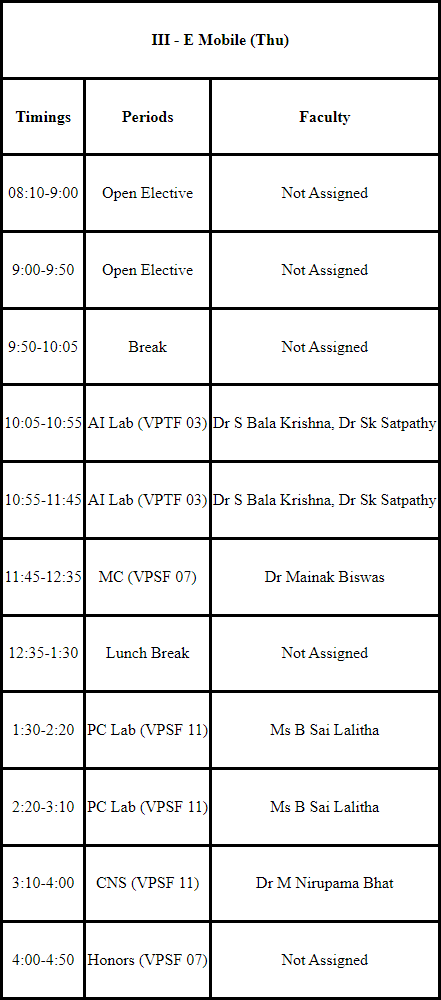 III - E Mobile (Thu)
Timings Periods Faculty
08:10-9:00 Open Elective Not Assigned
9:00-9:50 Open Elective Not Assigned
9:50-10:05 Break Not Assigned
10:05-10:55 AI Lab (VPTF 03) Dr S Bala Krishna, Dr Sk Satpathy
10:55-11:45 AI Lab (VPTF 03) Dr S Bala Krishna, Dr Sk Satpathy
11:45-12:35 MC (VPSF 07) Dr Mainak Biswas
12:35-1:30 Lunch Break Not Assigned
1:30-2:20 PC Lab (VPSF 11) Ms B Sai Lalitha
2:20-3:10 PC Lab (VPSF 11) Ms B Sai Lalitha
3:10-4:00 CNS (VPSF 11) Dr M Nirupama Bhat
4:00-4:50 Honors (VPSF 07) Not Assigned